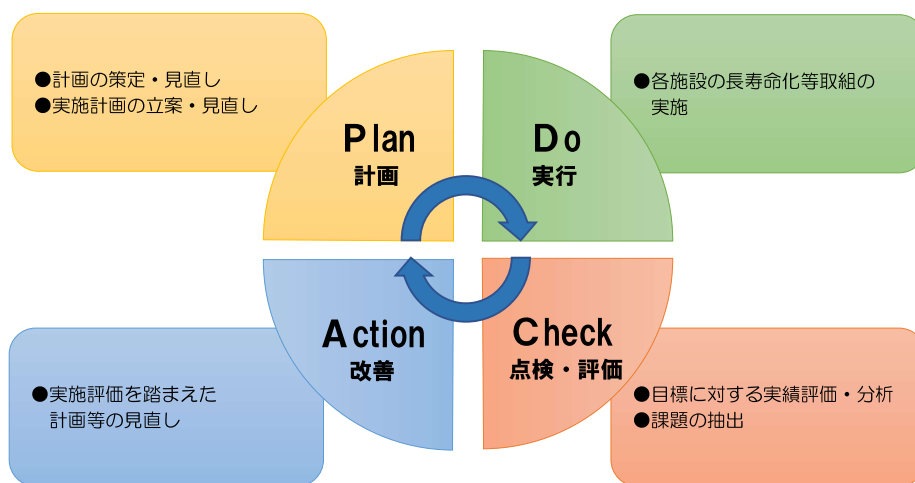 ●計画の策定・見直し
●実施計画の立案・見直し
Plan
計画
Do
実行
●各施設の長寿命化等取組の
実施
Action
改善
Check
点検・評価
●実施評価を踏まえた
計画等の見直し
●目標に対する実績評価・分析
●課題の抽出